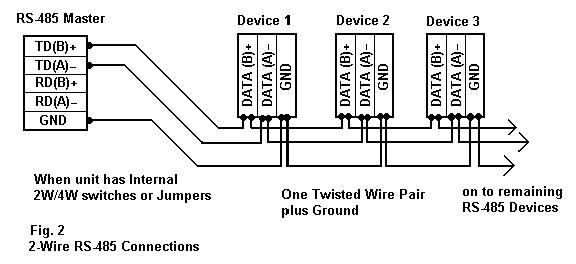 RS-485 Master
TD(B)+
TD(A)−
RD(B)+
RD(A)−
GND
Device 1
DATA (B)+
DATA (A)−
GND
Device 2
DATA (B)+
DATA (A)−
GND
Device 3
DATA (B)+
DATA (A)−
GND
When unit has Internal
2W/4W switches or Jumpers
One Twisted Wire Pair
plus Ground
on to remaining
RS-485 Devices
Fig. 2
2-Wire RS-485 Connections